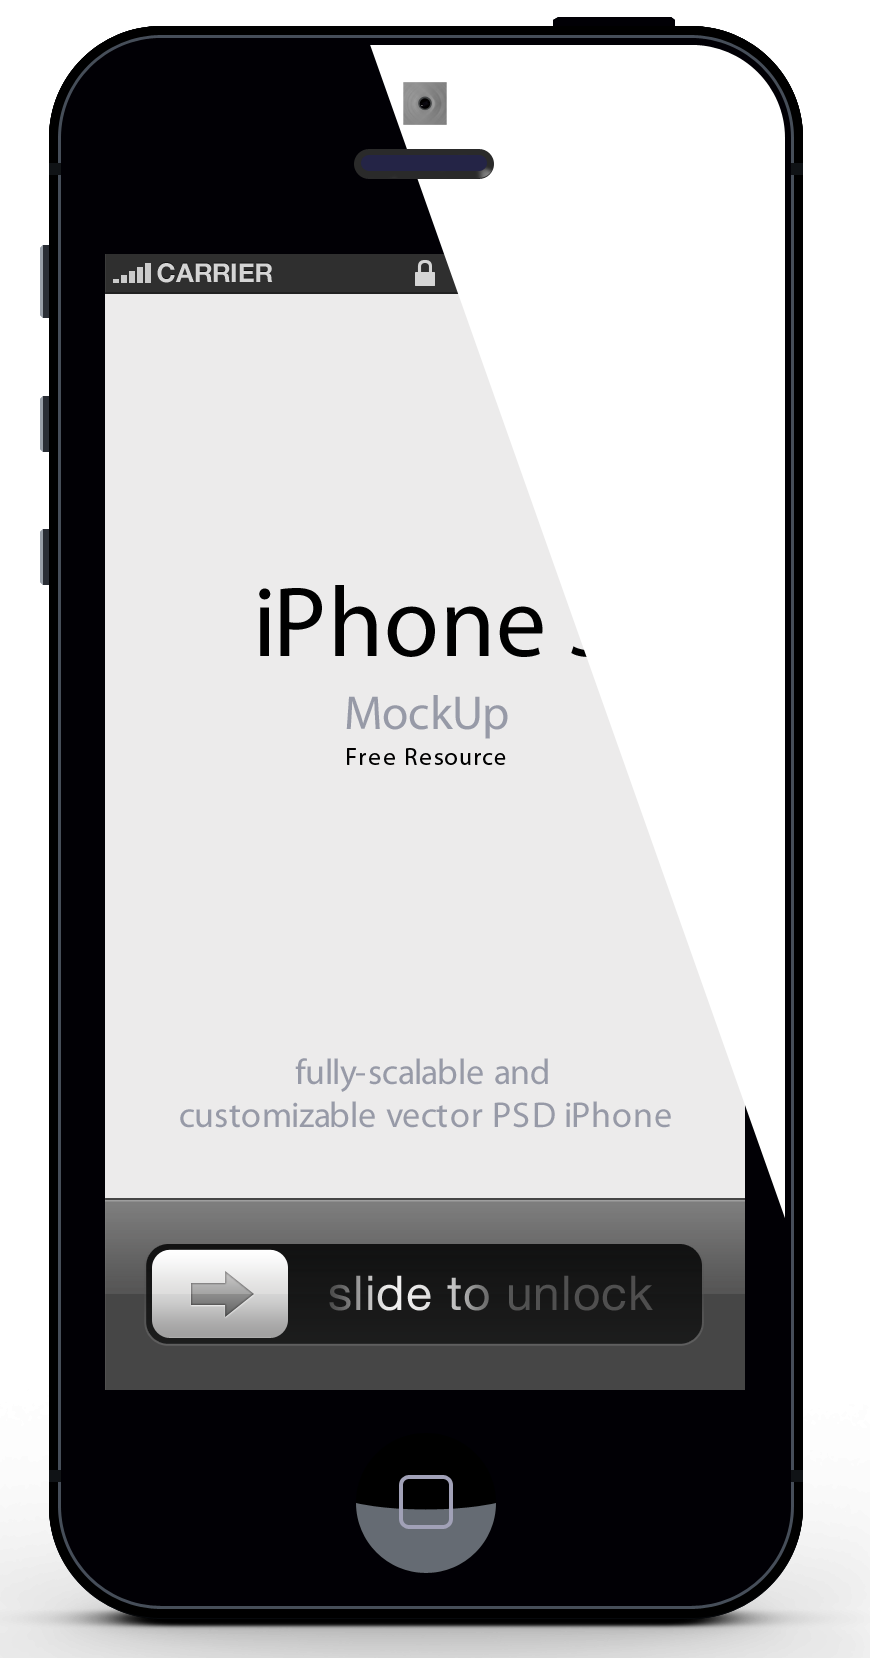 CARRIER
iPhone
MockUp
Free Resource
fully-scalable and
customizable vector PSD iPhone
slide to unlock